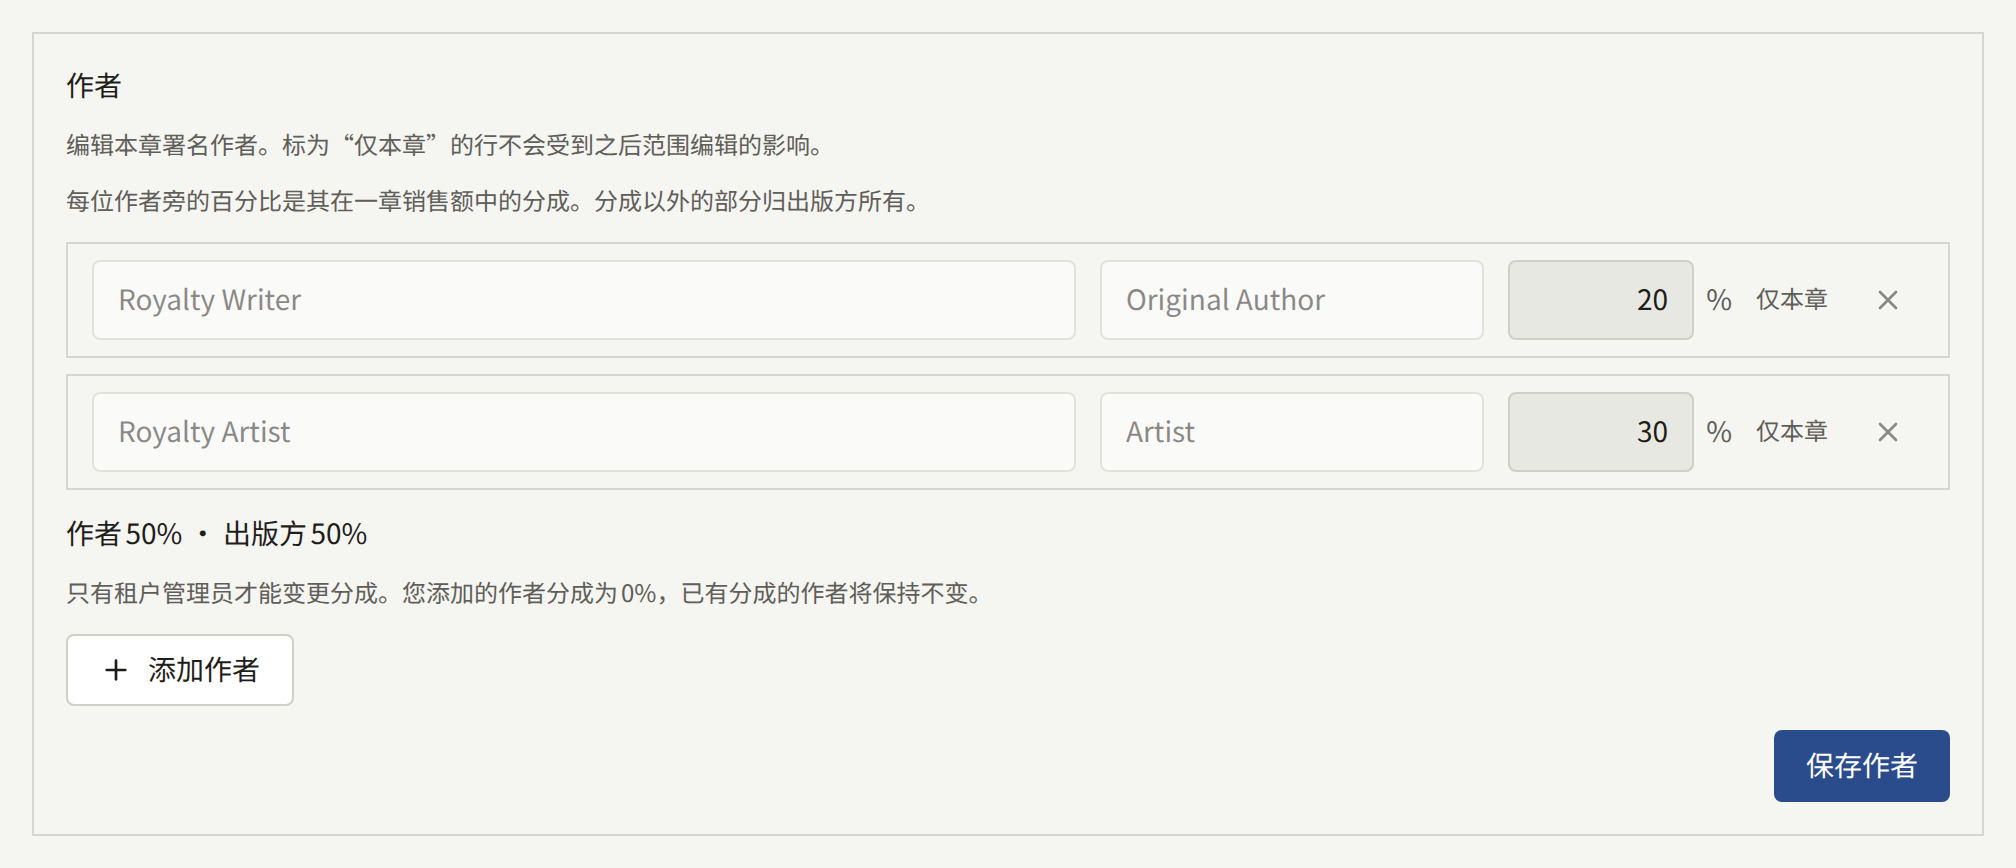 作者
编辑本章署名作者。标为“仅本章”的行不会受到之后范围编辑的影响。
每位作者旁的百分比是其在一章销售额中的分成。分成以外的部分归出版方所有。
Royalty Writer Original Author 20 % 仅本章
Royalty Artist Artist 30 % 仅本章
作者 50% · 出版方 50%
只有租户管理员才能变更分成。您添加的作者分成为 0%，已有分成的作者将保持不变。
添加作者
保存作者